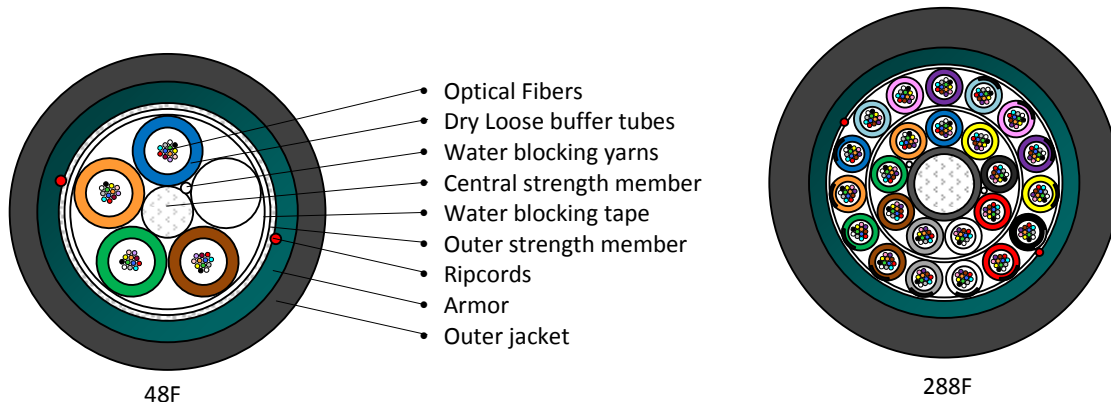 • Optical Fibers
• Dry Loose buffer tubes
• Water blocking yarns
• Central strength member
• Water blocking tape
• Outer strength member
• Ripcords
• Armor
• Outer jacket
48F
288F